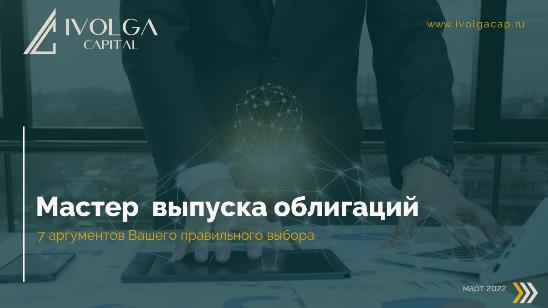 IVOLGA
CAPITAL
www.ivolgacap.ru
Мастер выпуска облигаций
7 аргументов Вашего правильного выбора
март 2022